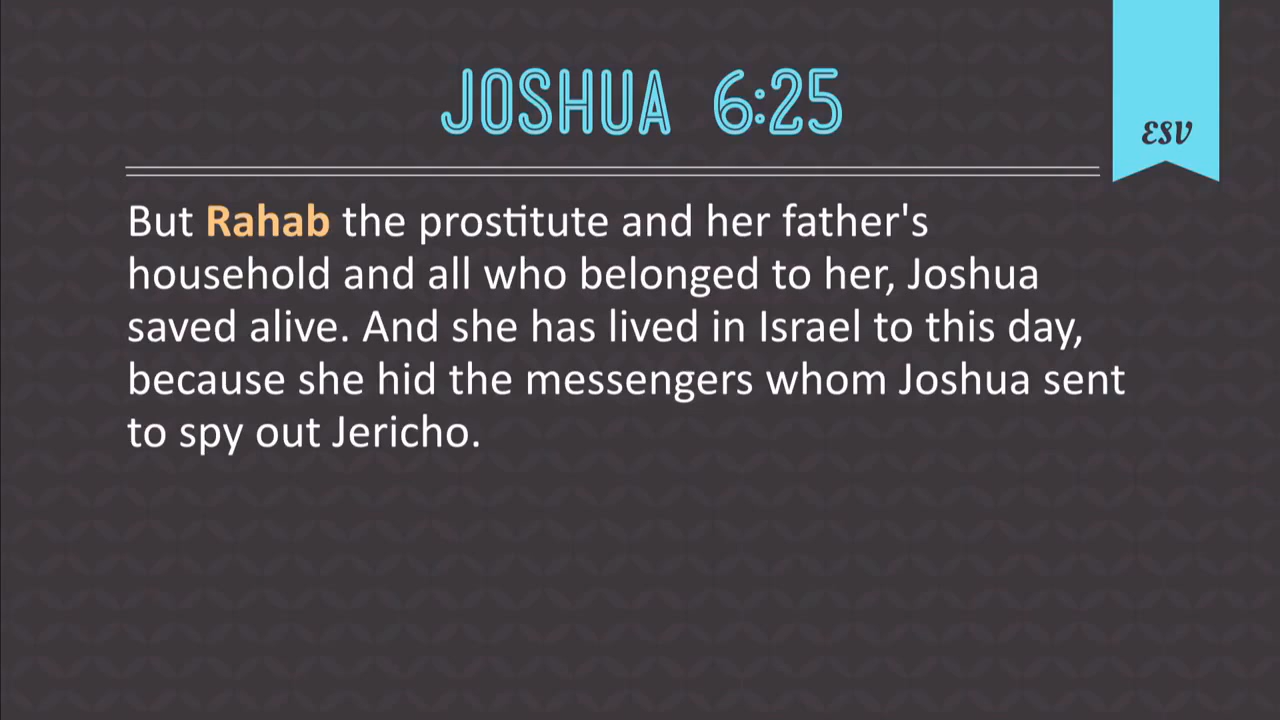 JOSHUA 6:25
ESV
But Rahab the prostitute and her father's
household and all who belonged to her, Joshua
saved alive. And she has lived in Israel to this day,
because she hid the messengers whom Joshua sent
to spy out Jericho.